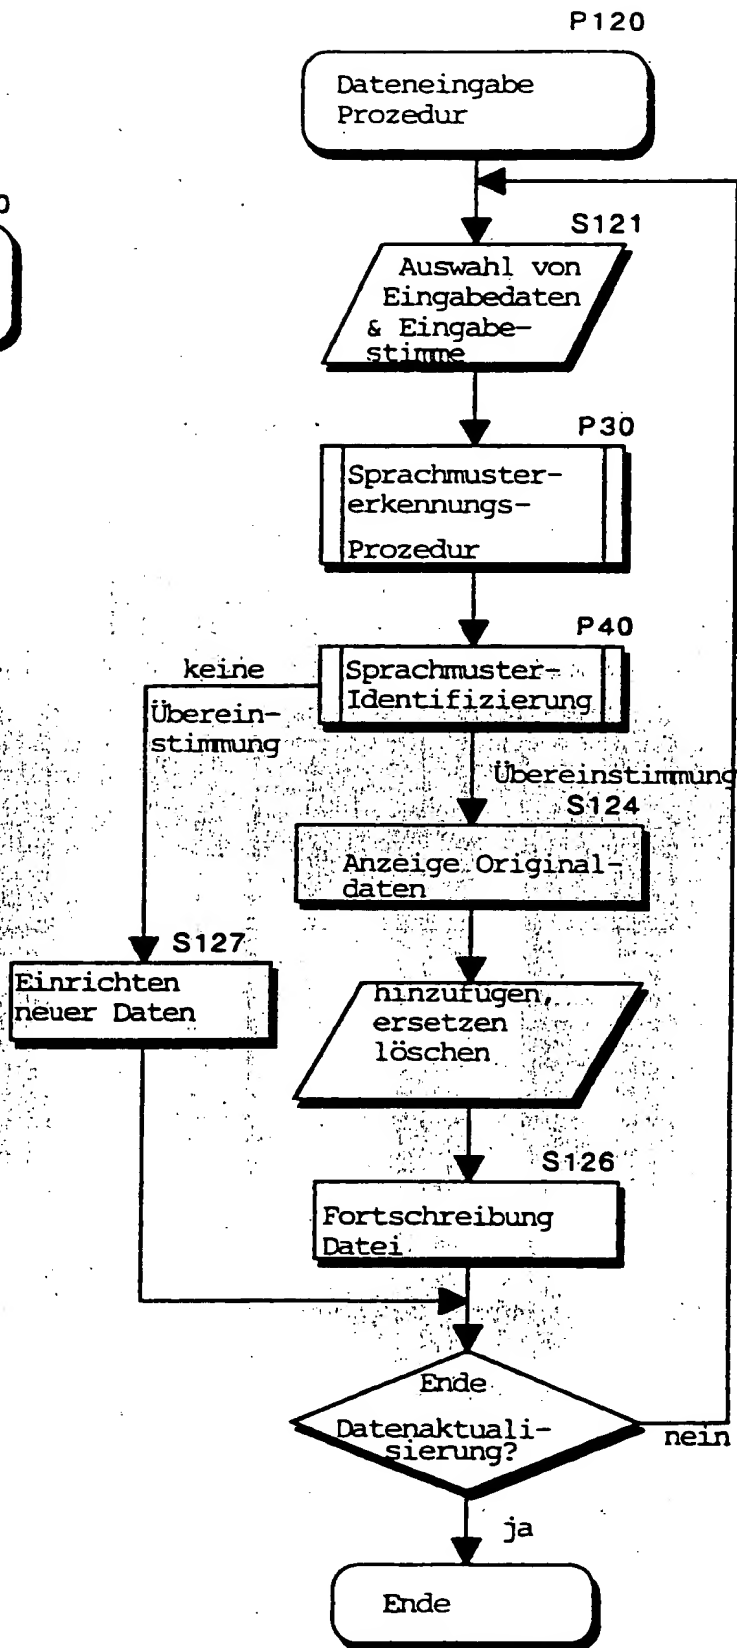 P120
Dateneingabe
Prozedur
S121
Auswahl von
Eingabedaten
& Eingabe-
stimme
P30
Sprachmuster-
erkennungs-
Prozedur
P40
Sprachmuster-
Identifizierung
keine
Überein-
stimmung
Übereinstimmung
S124
Anzeige Original-
daten
S127
Einrichten
neuer Daten
hinzufügen,
ersetzen
löschen
S126
Fortschreibung
Datei
Ende
Datenaktuali-
sierung?
nein
ja
Ende